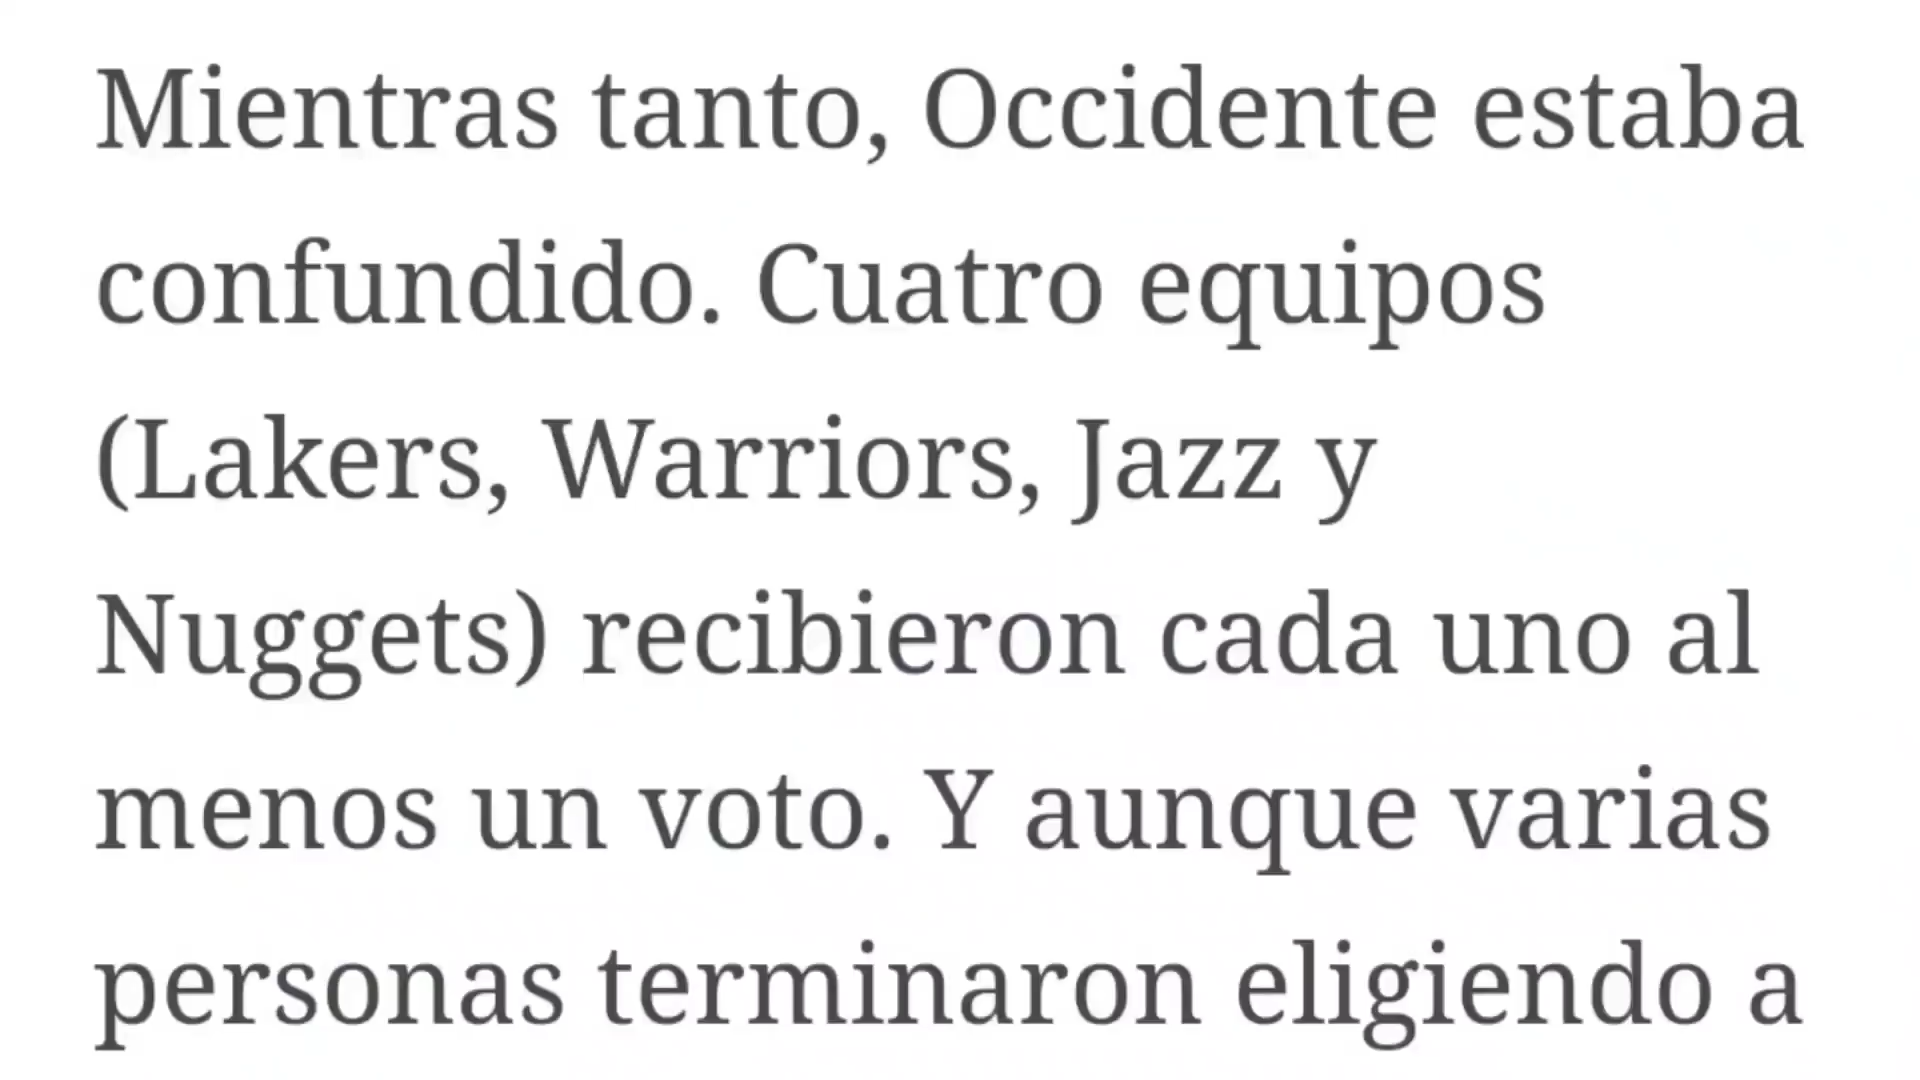 Mientras tanto, Occidente estaba
confundido. Cuatro equipos
(Lakers, Warriors, Jazz y
Nuggets) recibieron cada uno al
menos un voto. Y aunque varias
personas terminaron eligiendo a